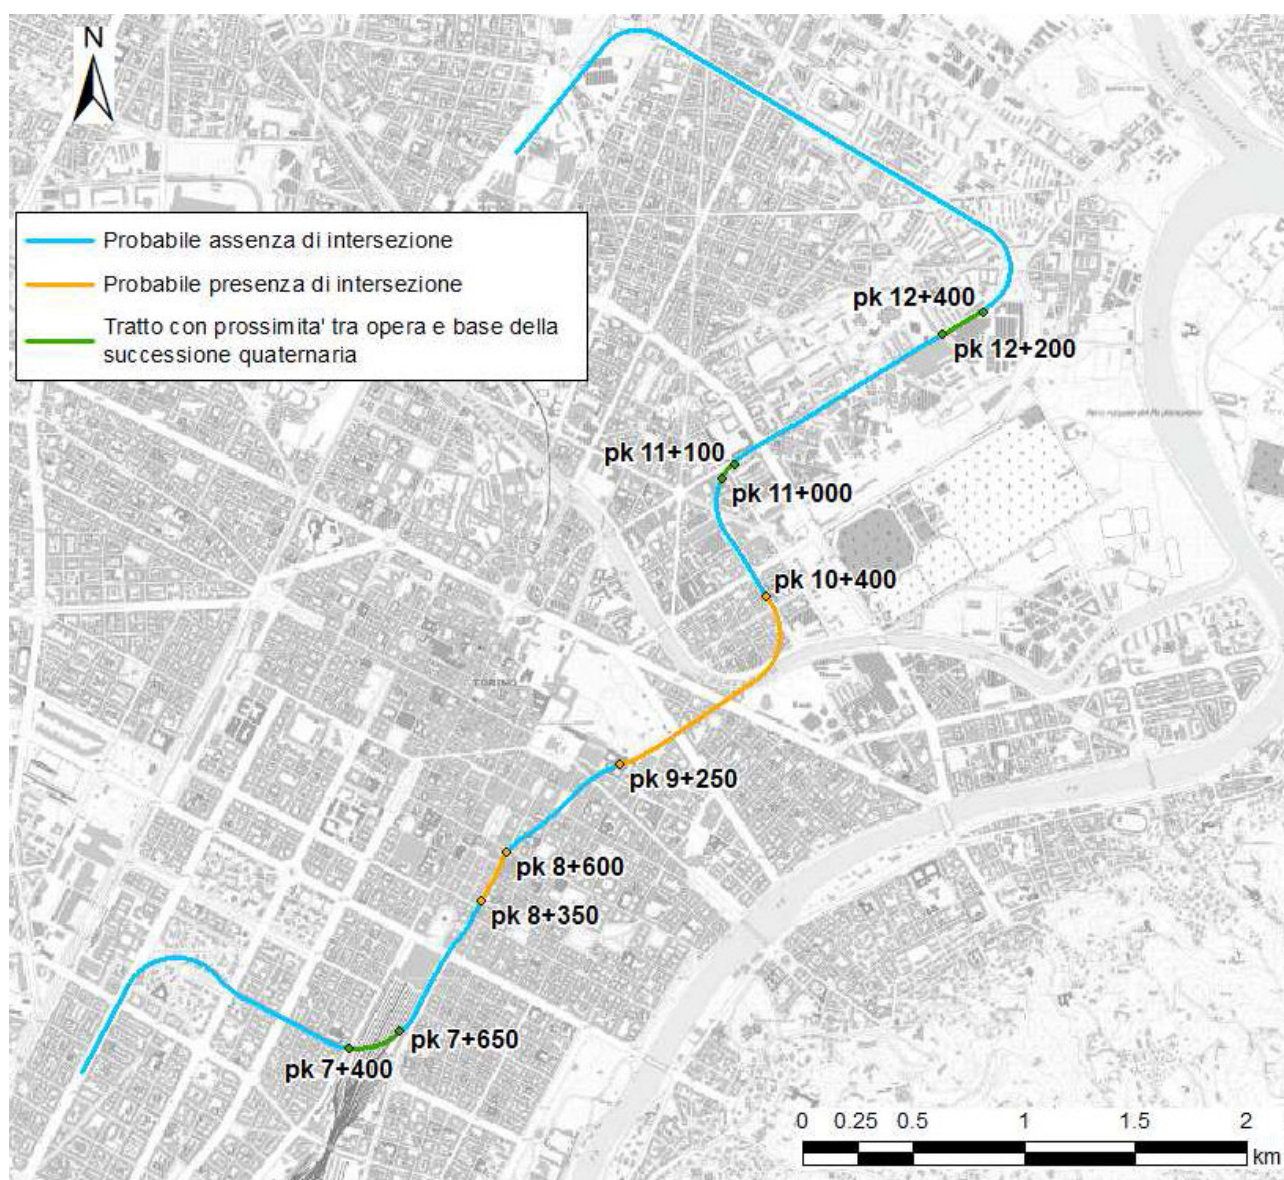 N
Probabile assenza di intersezione
Probabile presenza di intersezione
Tratto con prossimita' tra opera e base della
successione quaternaria
pk 12+400
pk 12+200
pk 11+100
pk 11+000
pk 10+400
pk 9+250
pk 8+600
pk 8+350
pk 7+650
pk 7+400
0 0.25 0.5 1 1.5 2
km